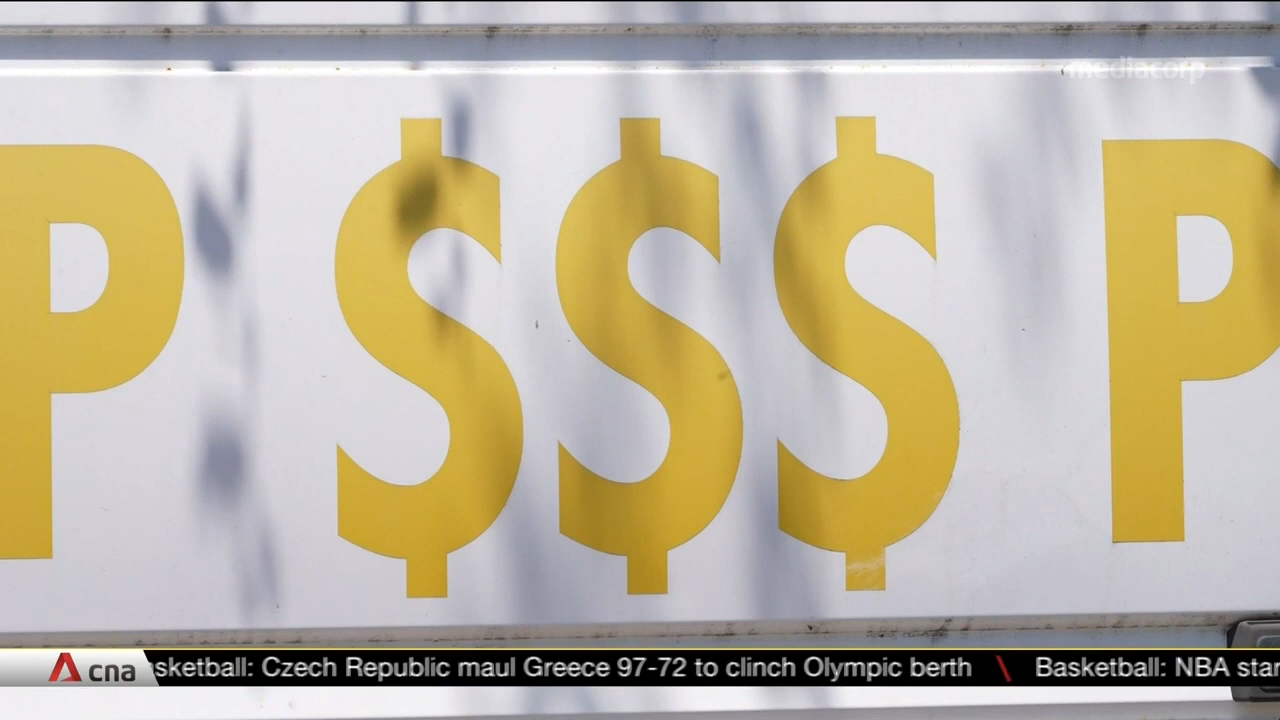 mediacorp
P $$$ P
cna
sketball: Czech Republic maul Greece 97-72 to clinch Olympic berth \ Basketball: NBA star